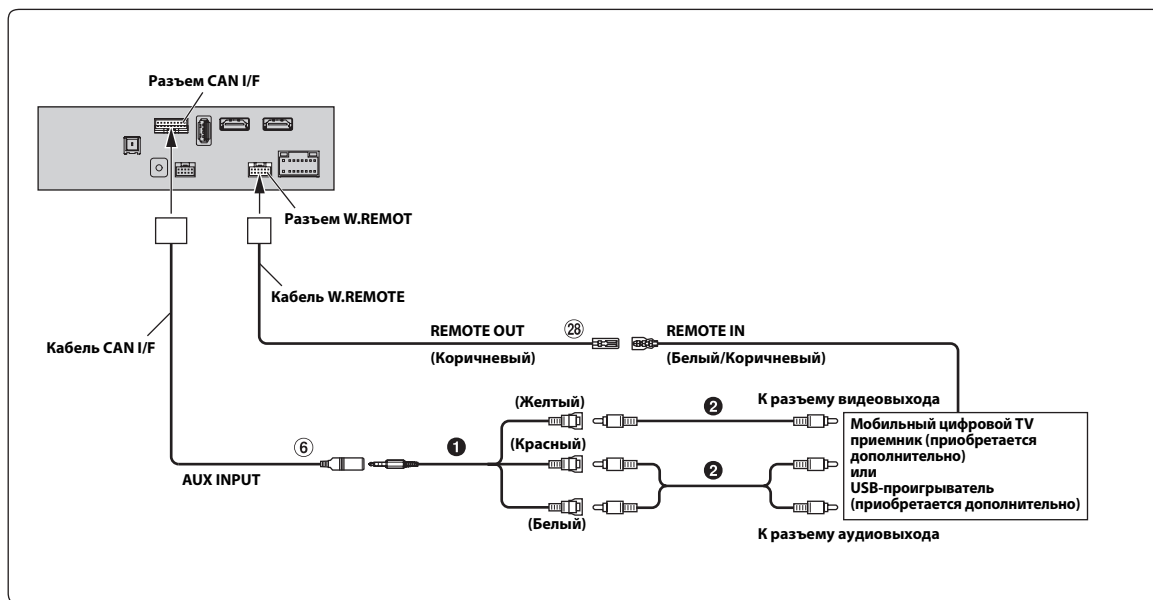 Разъем CAN I/F
Разъем W.REMOT
Кабель W.REMOTE
Кабель CAN I/F
REMOTE OUT
28
REMOTE IN
(Коричневый)
(Белый/Коричневый)
(Желтый)
2
К разъему видеовыхода
(Красный)
6
1
AUX INPUT
2
(Белый)
Мобильный цифровой TV
приемник (приобретается
дополнительно)
или
USB-проигрыватель
(приобретается дополнительно)
К разъему аудиовыхода